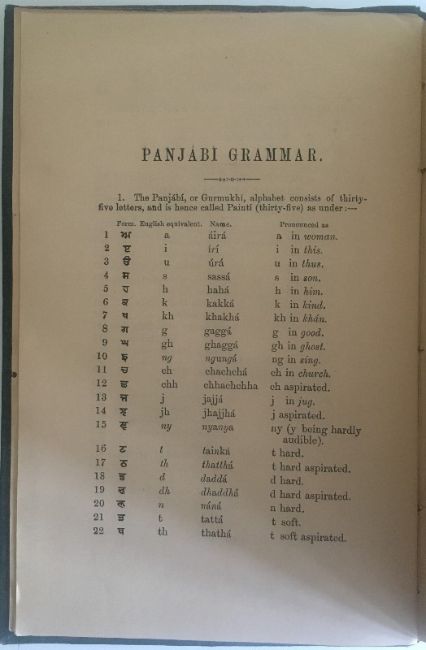 PANJÁBÍ GRAMMAR.
1. The Panjábí, or Gurmukhí, alphabet consists of thirty-
five letters, and is hence called Paintí (thirty-five) as under :—
Form. English equivalent. Name. Pronounced as
1 ਅ a áirá a in woman.
2 ੲ i írí i in this.
3 ੳ u úrá u in thus.
4 ਸ s sassá s in son.
5 ਹ h hahá h in him.
6 ਕ k kakká k in kind.
7 ਖ kh khakhá kh in khán.
8 ਗ g gaggá g in good.
9 ਘ gh ghaggá gh in ghost.
10 ਙ ng ngungá ng in sing.
11 ਚ ch chachchá ch in church.
12 ਛ chh chhachchha ch aspirated.
13 ਜ j jajjá j in jug.
14 ਝ jh jhajjhá j aspirated.
15 ਞ ny nyanya ny (y being hardly
audible).
16 ਟ t tainká t hard.
17 ਠ th thatthá t hard aspirated.
18 ਡ d daddá d hard.
19 ਢ dh dhaddhá d hard aspirated.
20 ਣ n náná n hard.
21 ਤ t tattá t soft.
22 ਥ th thathá t soft aspirated.